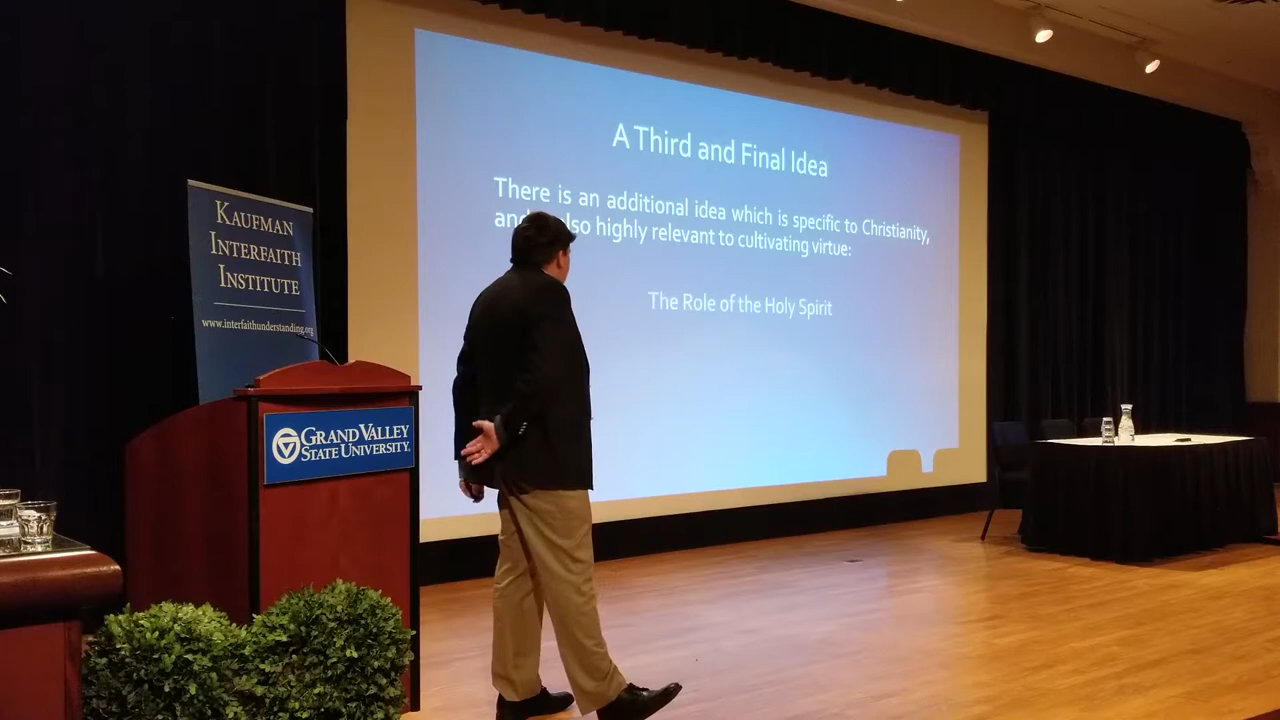 A Third and Final Idea
There is an additional idea which is specific to Christianity,
also highly relevant to cultivating virtue:
The Role of the Holy Spirit
KAUFMAN
INTERFAITH
INSTITUTE
www.interfaithunderstanding.org
GRAND VALLEY
STATE UNIVERSITY